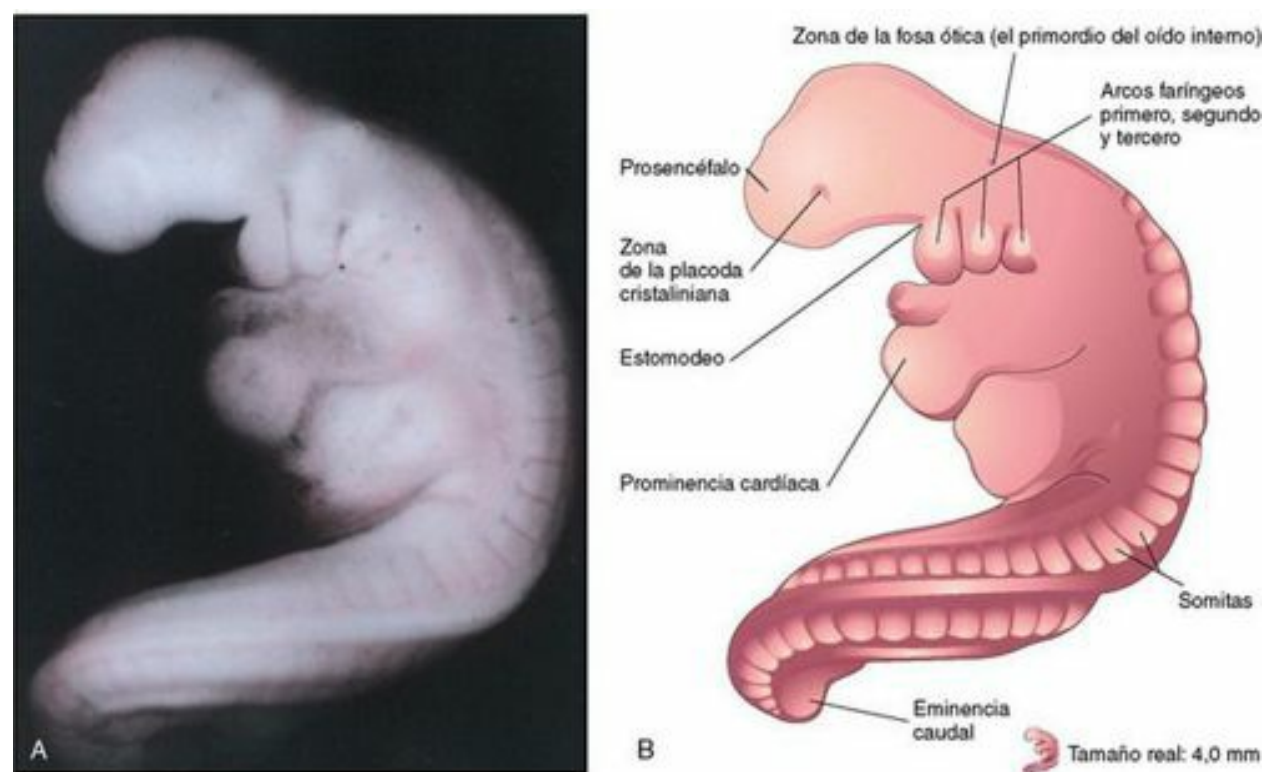 Zona de la fosa ótica (el primordio del oído interno)
Arcos faríngeos
primero, segundo
y tercero
Prosencéfalo
Zona
de la placoda
cristaliniana
Estomodeo
Prominencia cardíaca
Somitas
Eminencia
caudal
A
B
Tamaño real: 4,0 mm